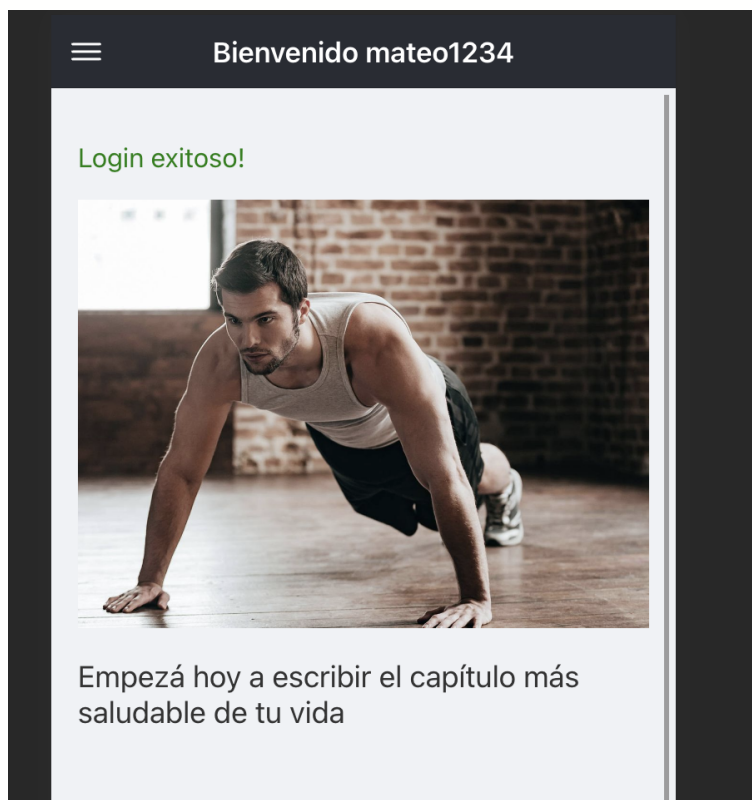 Bienvenido mateo1234
Login exitoso!
Empezá hoy a escribir el capítulo más
saludable de tu vida